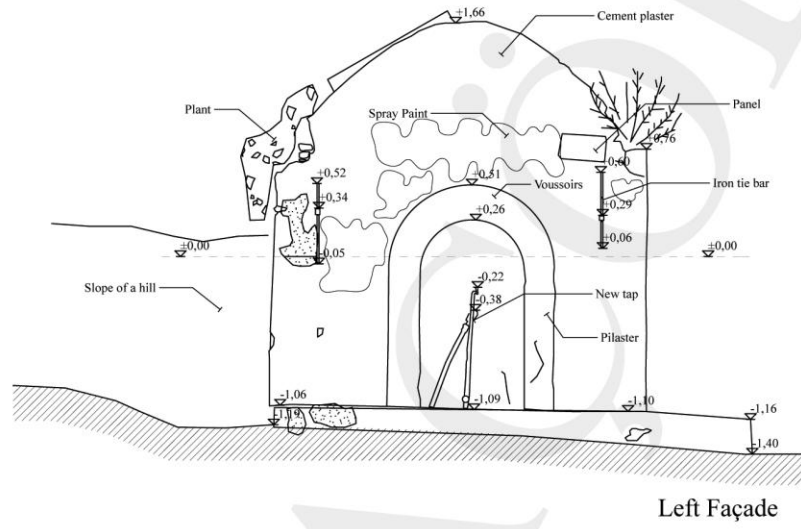 +1,66
Cement plaster
Plant
Spray Paint
Panel
+0,76
+0,60
+0,52
+0,51
Voussoirs
Iron tie bar
+0,34
+0,29
+0,26
+0,06
±0,00
-0,05
±0,00
Slope of a hill
-0,22
-0,38
New tap
Pilaster
-1,06
-1,09
-1,10
-1,16
-1,19
-1,40
Left Façade